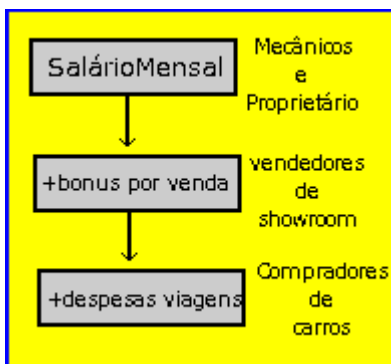 SalárioMensal
Mecânicos
e
Proprietário
+bonus por venda
vendedores
de
showroom
+despesas viagens
Compradores
de
carros